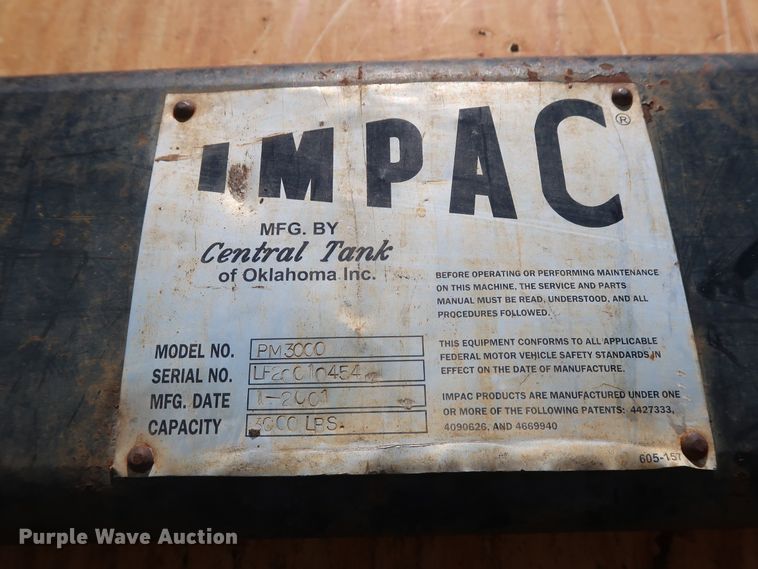 IMPAC®
MFG. BY
Central Tank
of Oklahoma Inc.
BEFORE OPERATING OR PERFORMING MAINTENANCE
ON THIS MACHINE, THE SERVICE AND PARTS
MANUAL MUST BE READ, UNDERSTOOD, AND ALL
PROCEDURES FOLLOWED.
MODEL NO. PM3000
SERIAL NO.
MFG. DATE 1-2001
CAPACITY 3000 LBS.
THIS EQUIPMENT CONFORMS TO ALL APPLICABLE
FEDERAL MOTOR VEHICLE SAFETY STANDARDS IN
EFFECT ON THE DATE OF MANUFACTURE.
IMPAC PRODUCTS ARE MANUFACTURED UNDER ONE
OR MORE OF THE FOLLOWING PATENTS: 4427333,
4090626, AND 4669940
605-157
Purple Wave Auction